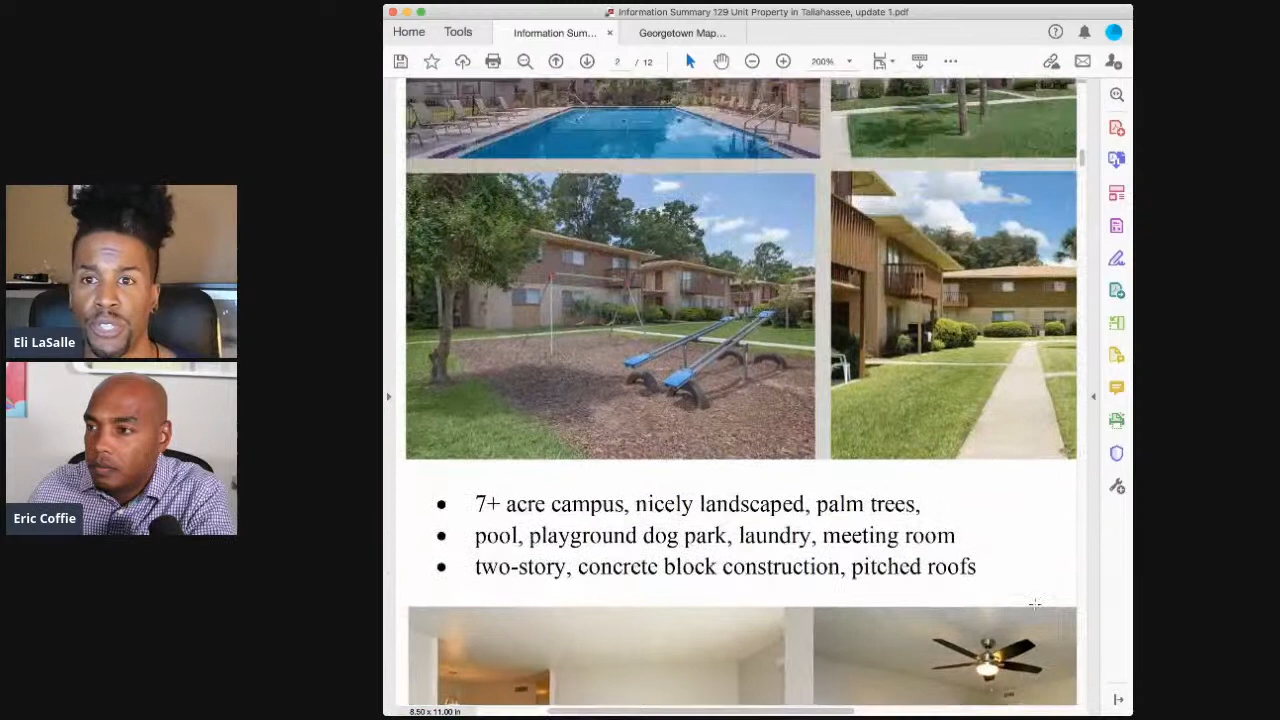 Information Summary 129 Unit Property in Tallahassee, update 1.pdf
Home
Tools
Information Sum...
×
Georgetown Map...
2 / 12
200%
Eli LaSalle
Eric Coffie
• 7+ acre campus, nicely landscaped, palm trees,
• pool, playground dog park, laundry, meeting room
• two-story, concrete block construction, pitched roofs
8.50 x 11.00 in